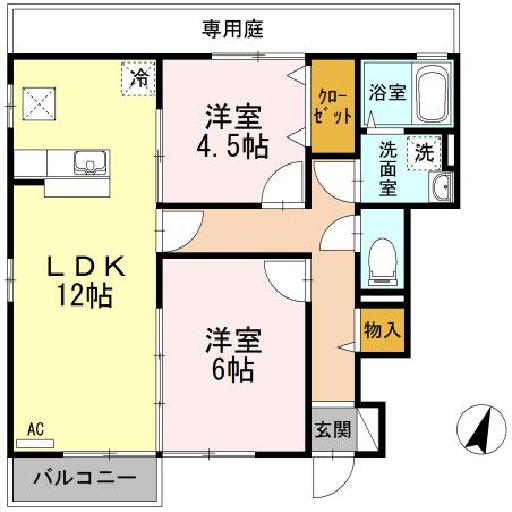 専用庭
冷
洋室
4.5帖
クロー
ゼット
浴室
洗面室
洗
LDK
12帖
洋室
6帖
物入
AC
玄関
バルコニー